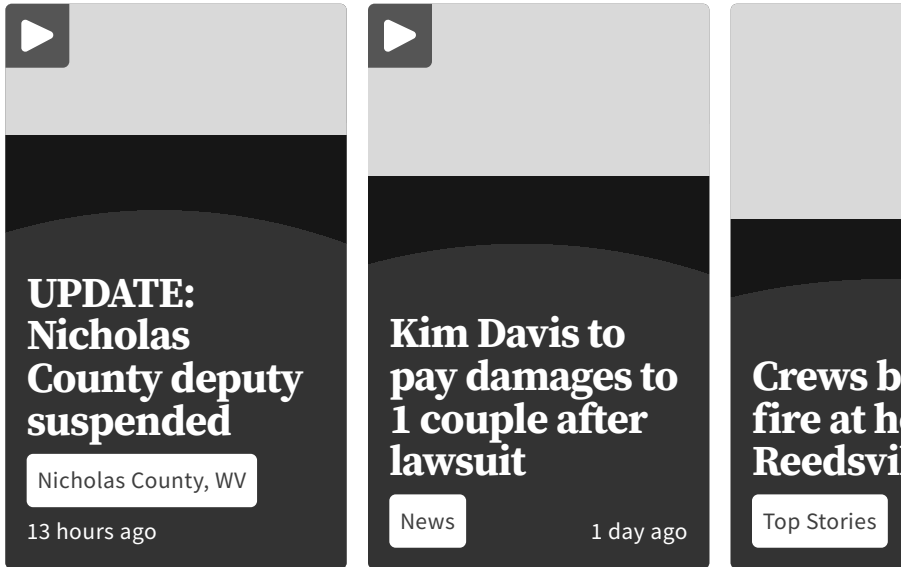 UPDATE:
Nicholas
County deputy
suspended
Nicholas County, WV
13 hours ago
Kim Davis to
pay damages to
1 couple after
lawsuit
News
1 day ago
Crews
fire at
Top Stories